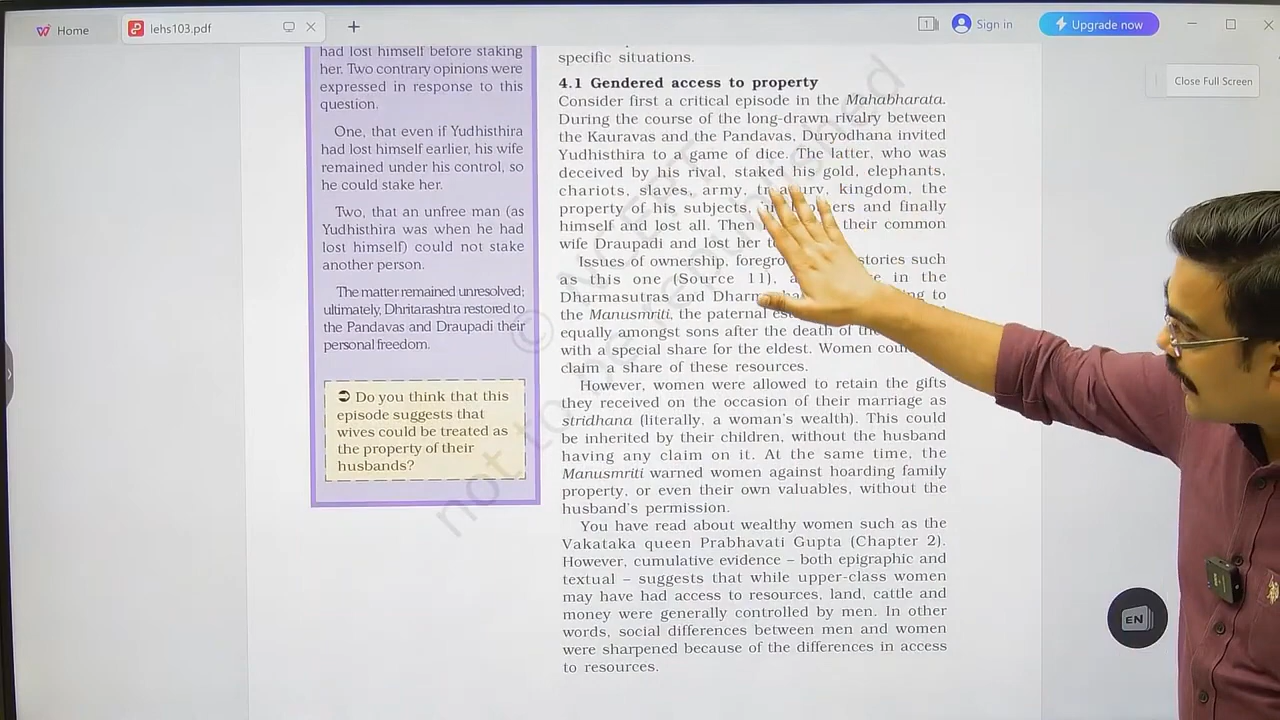 Home
lehs103.pdf
1
Sign in
Upgrade now
Close Full Screen
had lost himself before staking
her. Two contrary opinions were
expressed in response to this
question.
One, that even if Yudhisthira
had lost himself earlier, his wife
remained under his control, so
he could stake her.
Two, that an unfree man (as
Yudhisthira was when he had
lost himself) could not stake
another person.
The matter remained unresolved;
ultimately, Dhritarashtra restored to
the Pandavas and Draupadi their
personal freedom.
Do you think that this
episode suggests that
wives could be treated as
the property of their
husbands?
specific situations.
4.1 Gendered access to property
Consider first a critical episode in the Mahabharata.
During the course of the long-drawn rivalry between
the Kauravas and the Pandavas, Duryodhana invited
Yudhisthira to a game of dice. The latter, who was
deceived by his rival, staked his gold, elephants,
chariots, slaves, army, treasury, kingdom, the
property of his subjects, and finally
himself and lost all. Then their common
wife Draupadi and lost her
Issues of ownership, stories such
as this one (Source 11), in the
Dharmasutras and to
the Manusmriti, the paternal
equally amongst sons after the death of
with a special share for the eldest. Women
claim a share of these resources.
However, women were allowed to retain the gifts
they received on the occasion of their marriage as
stridhana (literally, a woman's wealth). This could
be inherited by their children, without the husband
having any claim on it. At the same time, the
Manusmriti warned women against hoarding family
property, or even their own valuables, without the
husband's permission.
You have read about wealthy women such as the
Vakataka queen Prabhavati Gupta (Chapter 2).
However, cumulative evidence – both epigraphic and
textual – suggests that while upper-class women
may have had access to resources, land, cattle and
money were generally controlled by men. In other
words, social differences between men and women
were sharpened because of the differences in access
to resources.
© NCERT
not to be republished
EN